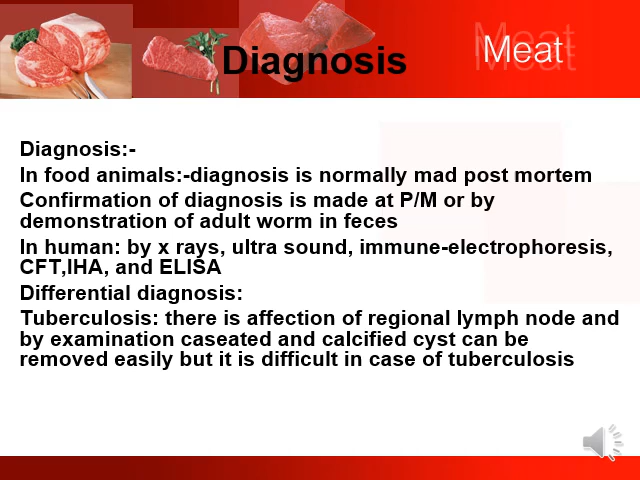 Diagnosis
Meat
Diagnosis:-
In food animals:-diagnosis is normally mad post mortem
Confirmation of diagnosis is made at P/M or by
demonstration of adult worm in feces
In human: by x rays, ultra sound, immune-electrophoresis,
CFT,IHA, and ELISA
Differential diagnosis:
Tuberculosis: there is affection of regional lymph node and
by examination caseated and calcified cyst can be
removed easily but it is difficult in case of tuberculosis